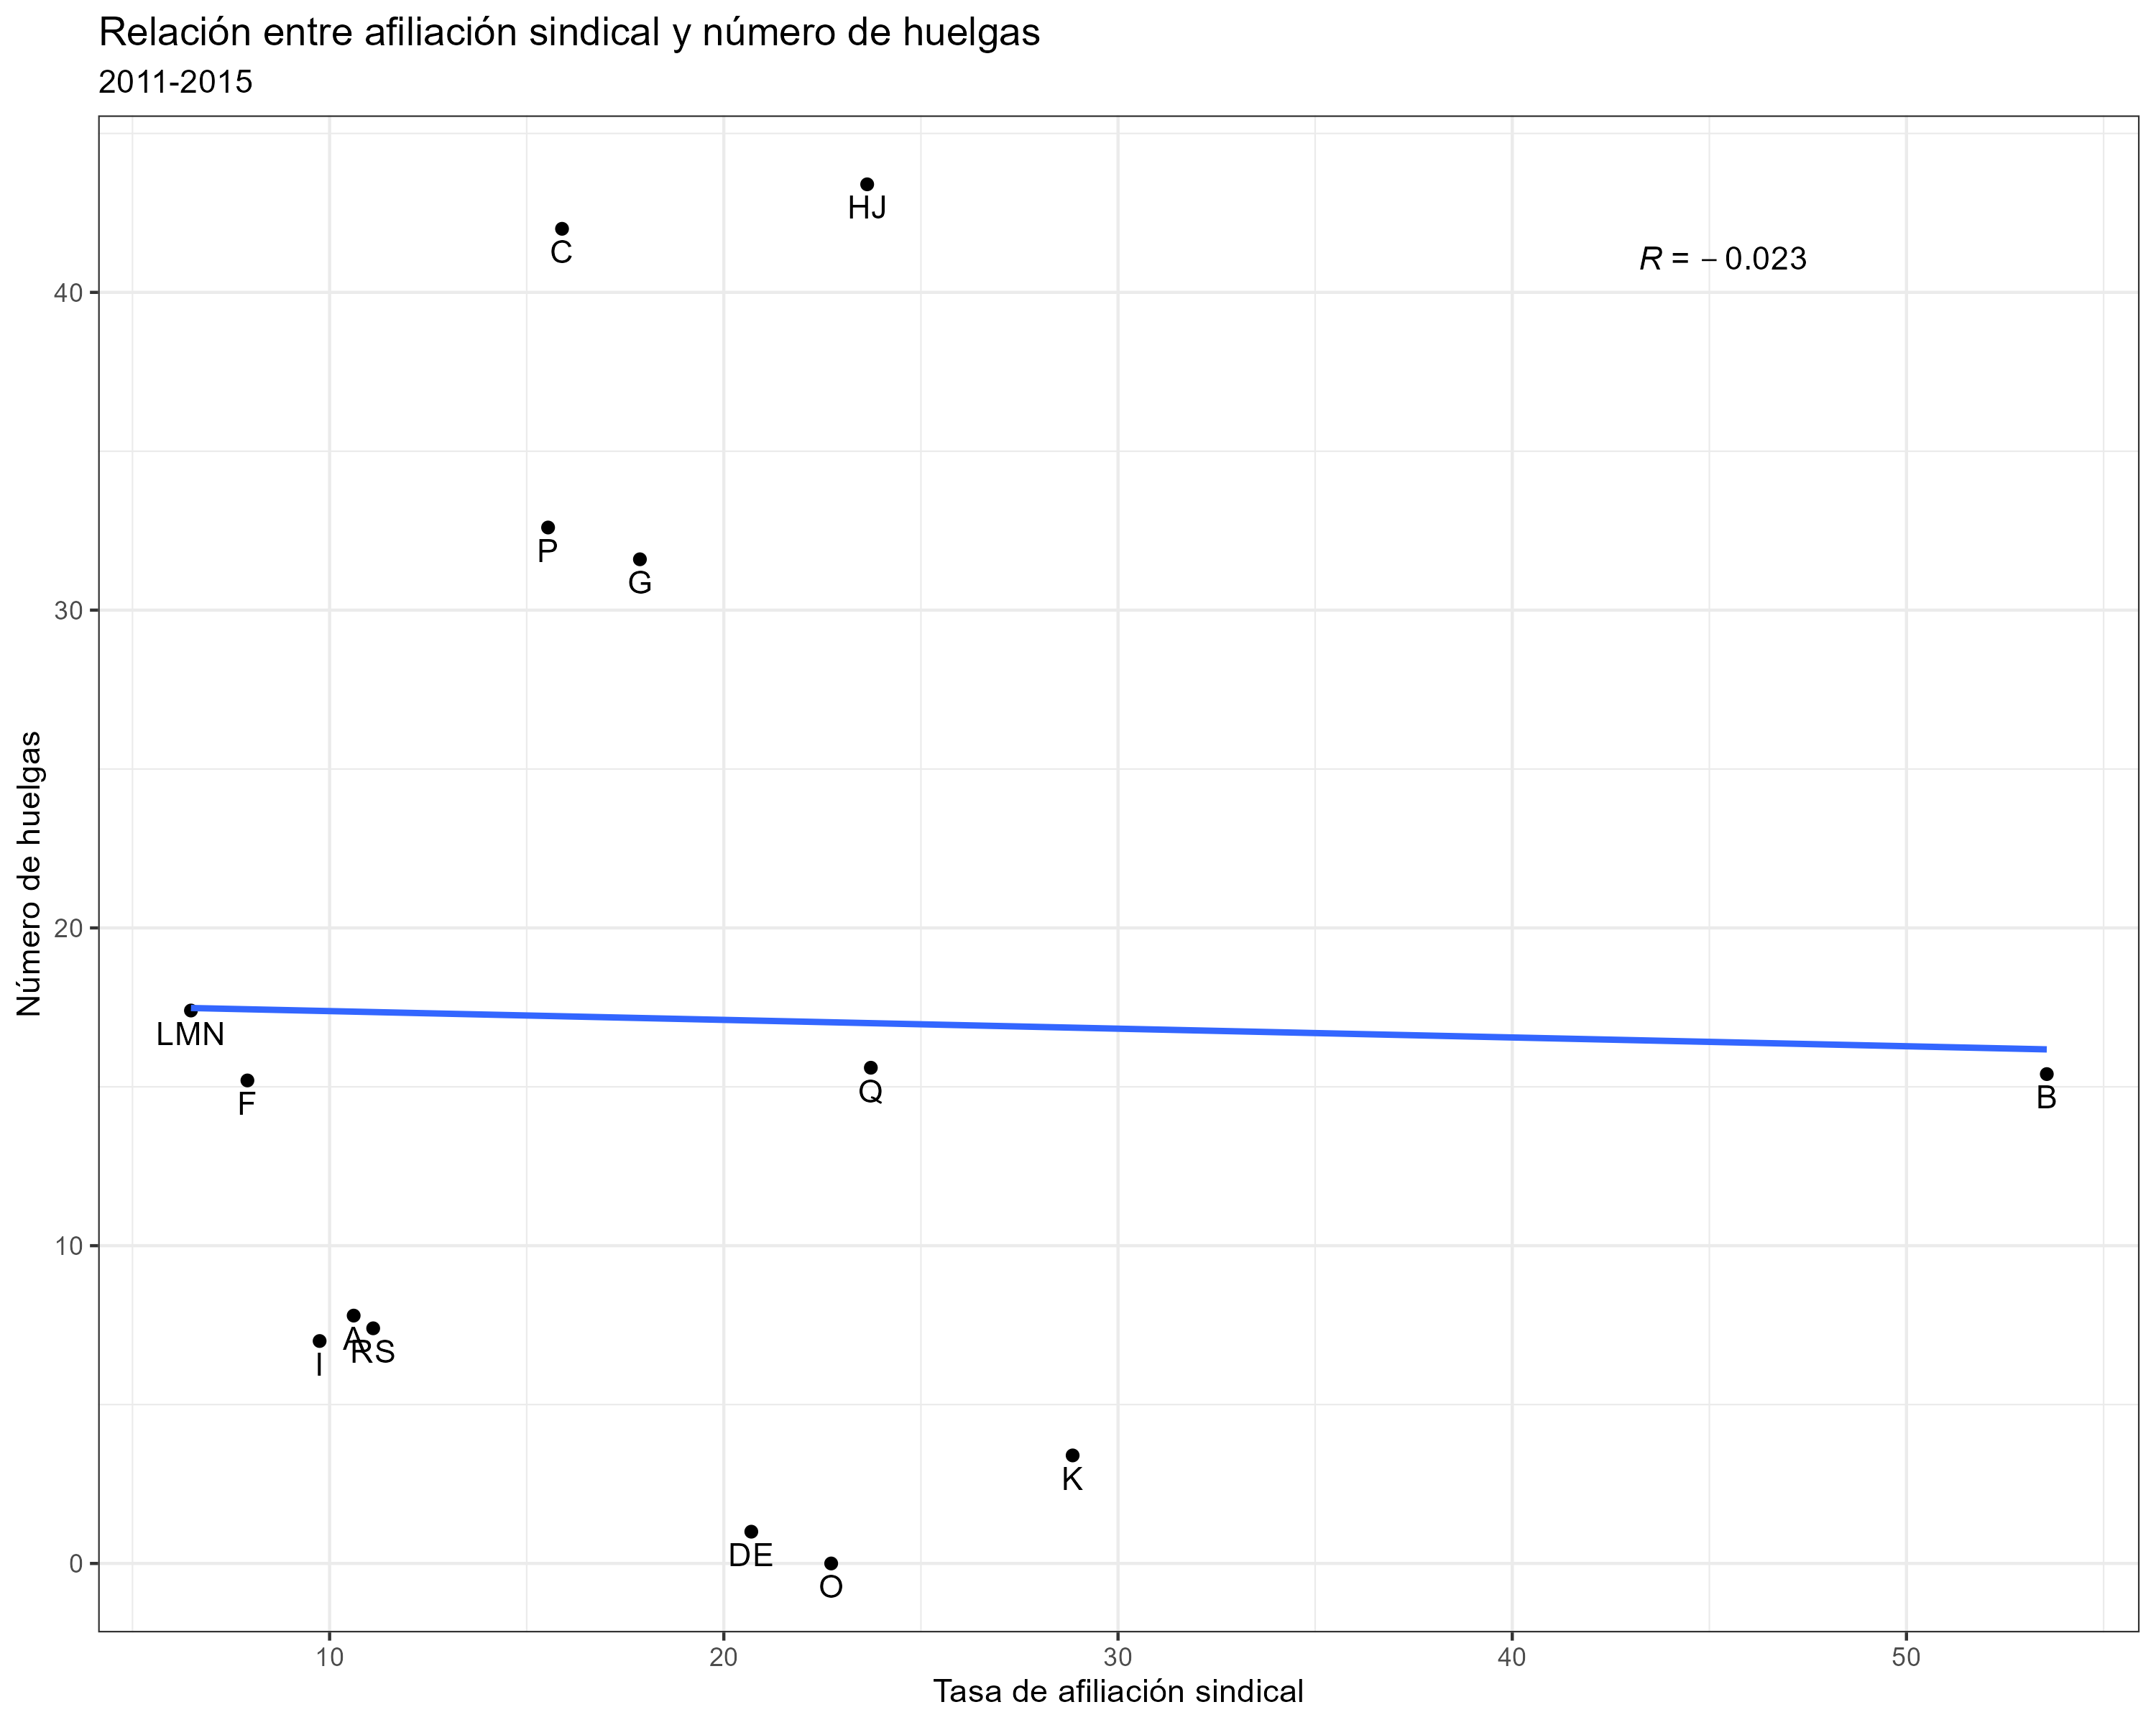 Relación entre afiliación sindical y número de huelgas
2011-2015
HJ
C
R = − 0.023
40
P
G
30
Número de huelgas
20
LMN
F
Q
B
10
A
RS
I
K
DE
0
O
10 20 30 40 50
Tasa de afiliación sindical